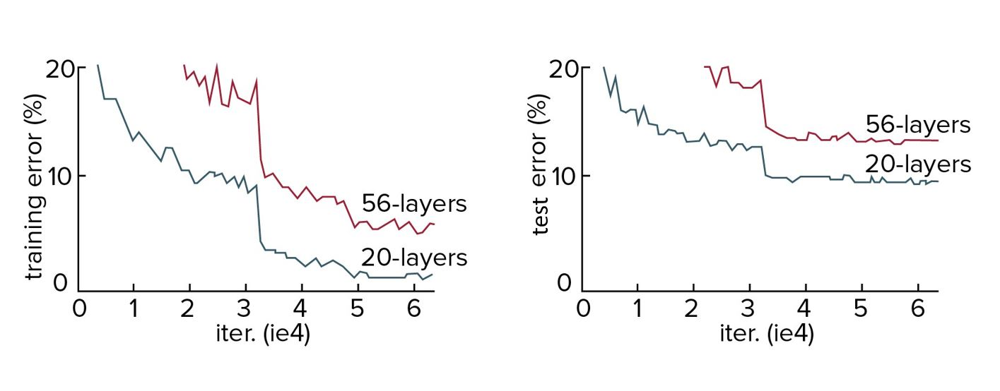 training error (%)
20
10
0
56-layers
20-layers
0 1 2 3 4 5 6
iter. (ie4)
test error (%)
20
10
0
56-layers
20-layers
0 1 2 3 4 5 6
iter. (ie4)